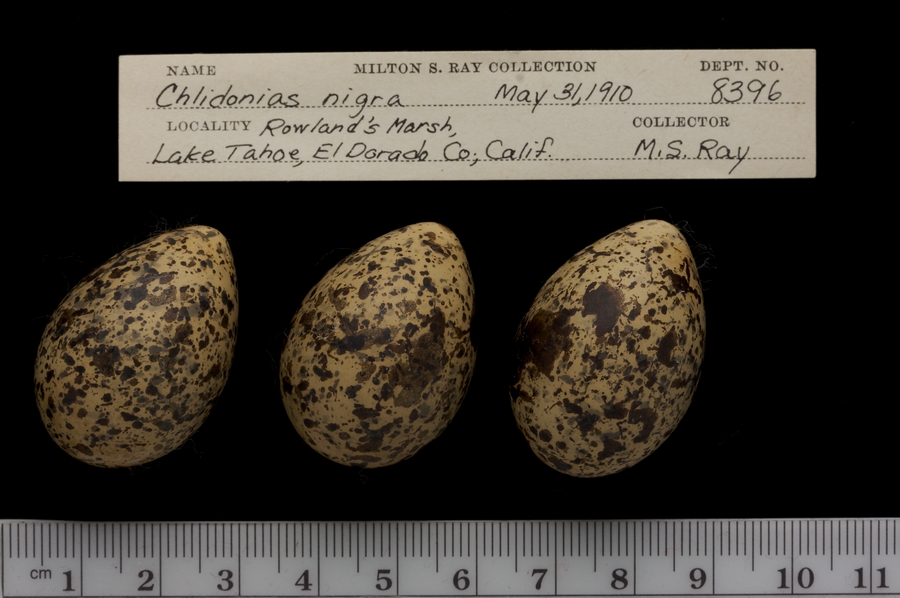 NAME MILTON S. RAY COLLECTION DEPT. NO.
Chlidonias nigra May 31, 1910 8396
LOCALITY Rowland's Marsh, COLLECTOR
Lake Tahoe, El Dorado Co., Calif. M.S. Ray
cm 1 2 3 4 5 6 7 8 9 10 11